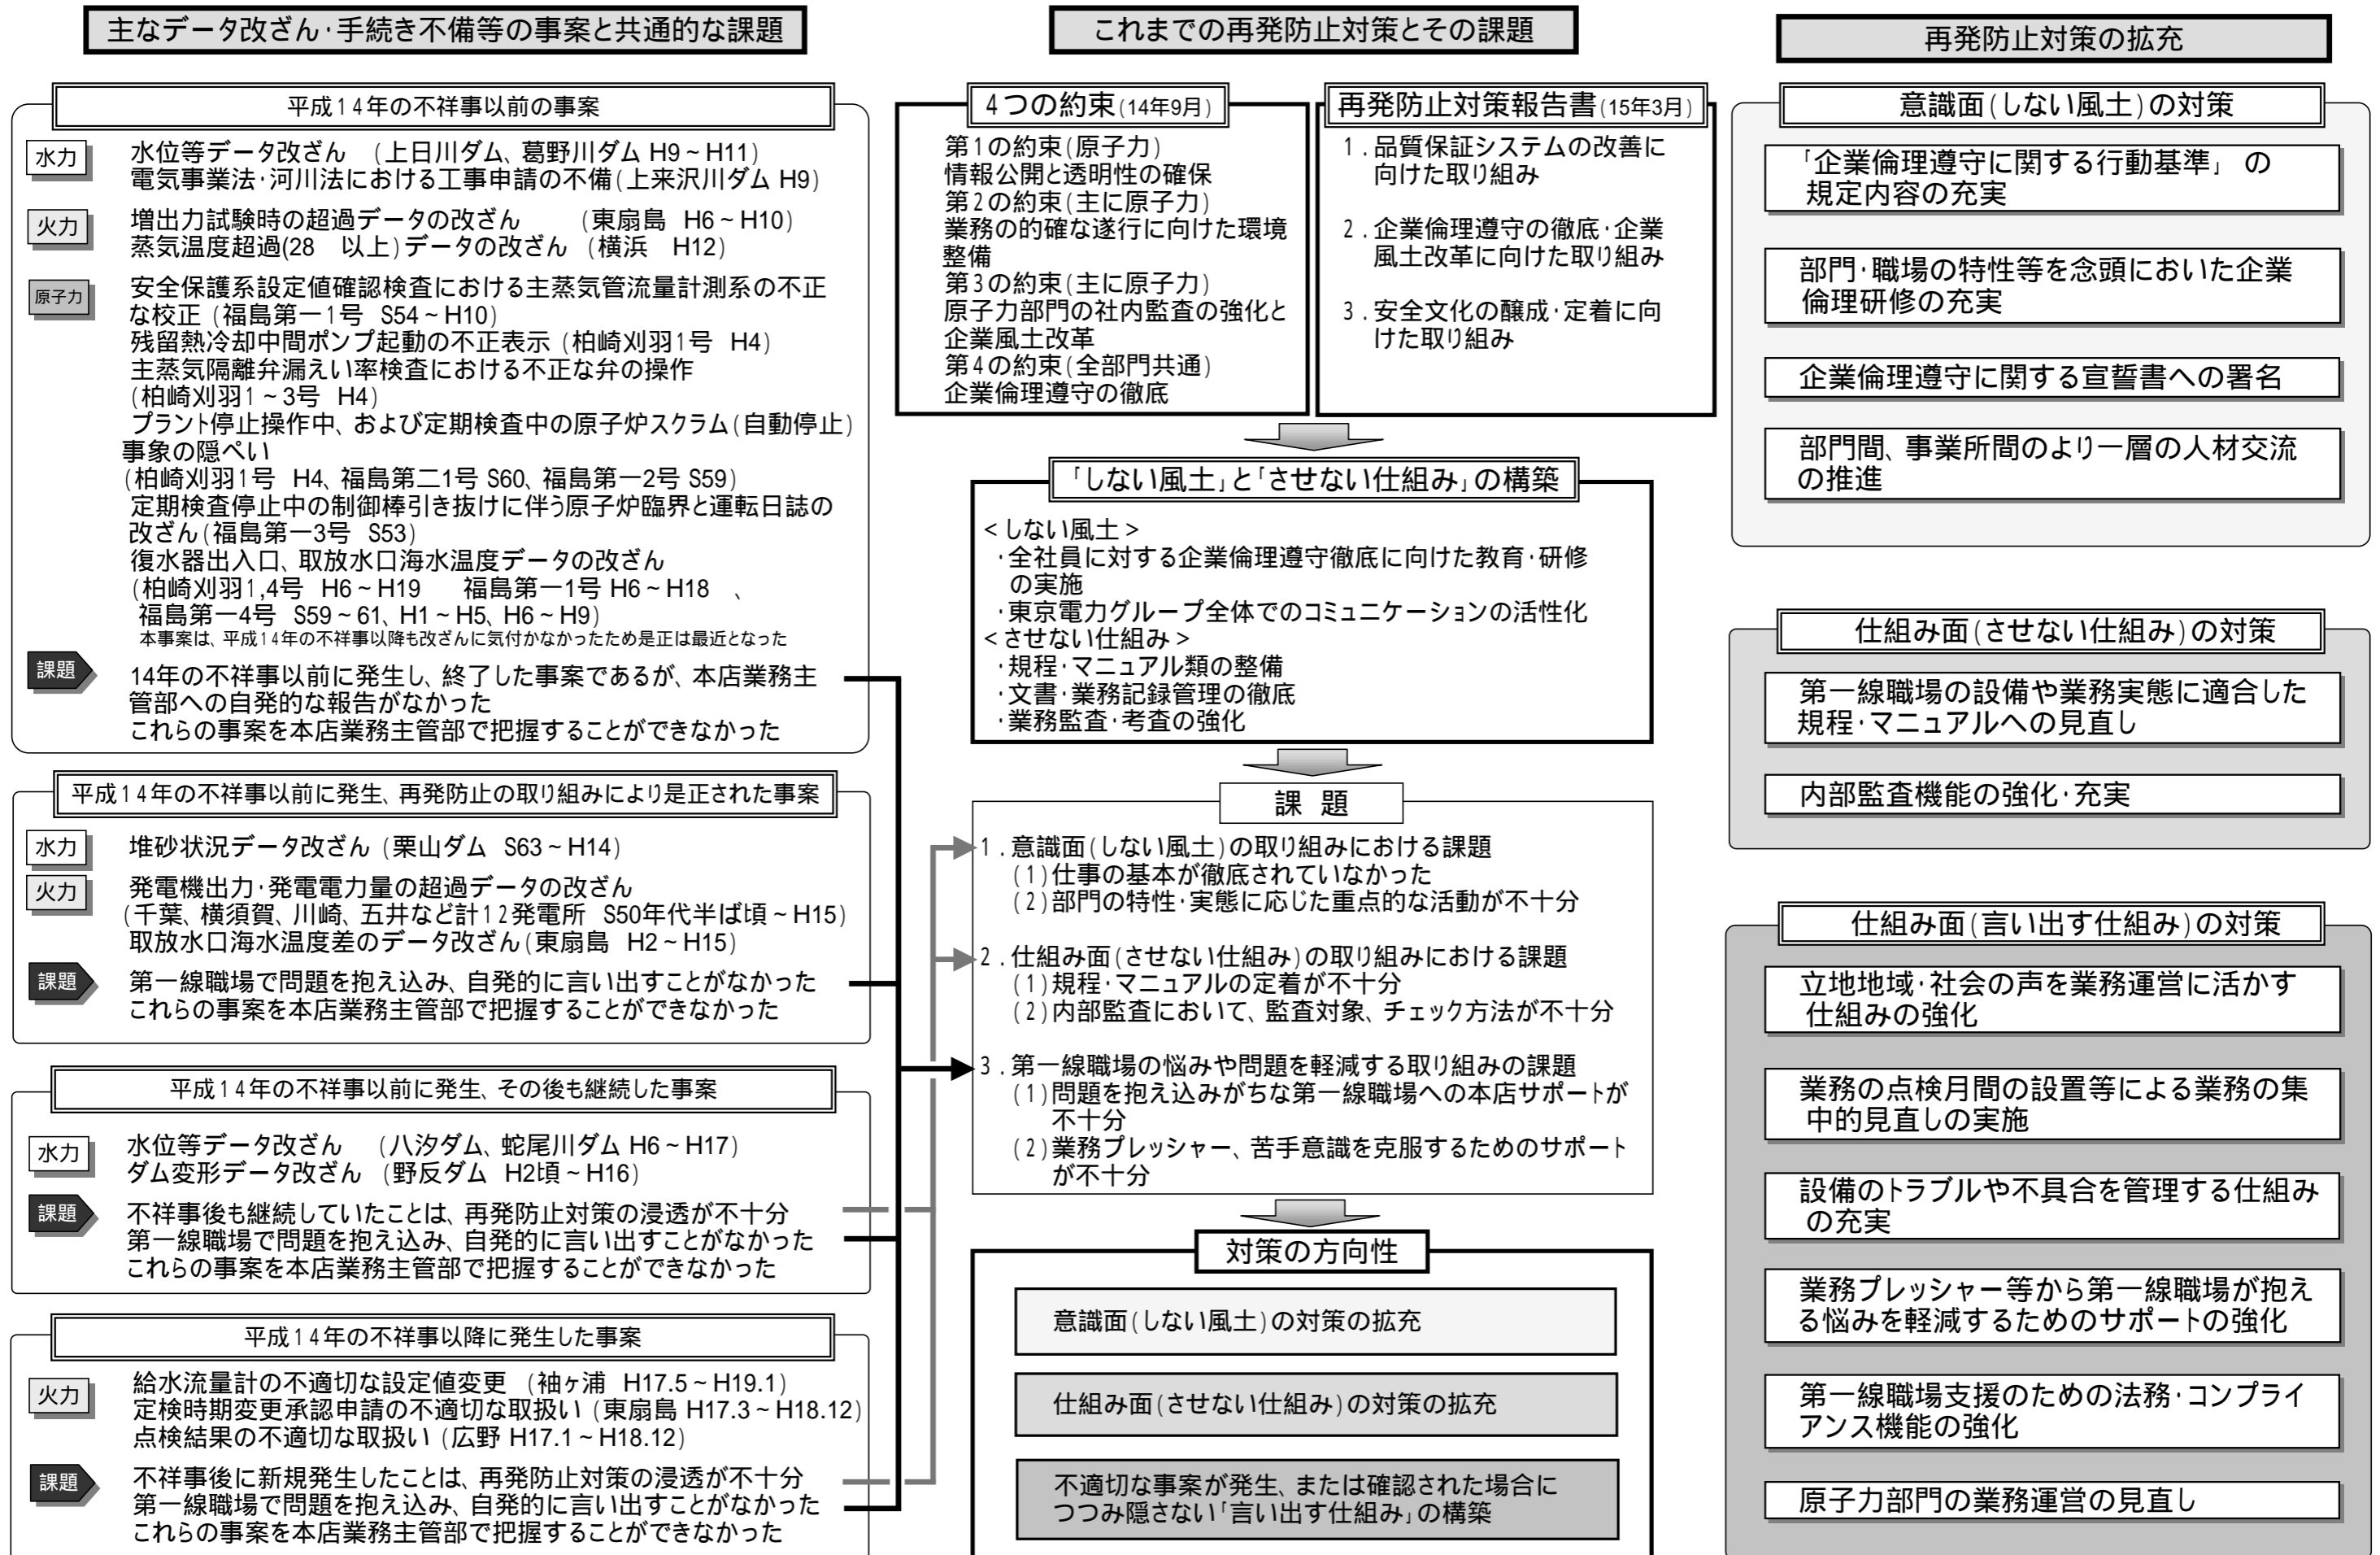 主なデータ改ざん・手続き不備等の事案と共通的な課題
平成14年の不祥事以前の事案
水力
水位等データ改ざん (上日川ダム、葛野川ダム H9~H11)
電気事業法・河川法における工事申請の不備(上来沢川ダム H9)
火力
増出力試験時の超過データの改ざん (東扇島 H6~H10)
蒸気温度超過(28 以上)データの改ざん (横浜 H12)
原子力
安全保護系設定値確認検査における主蒸気管流量計測系の不正
な校正 (福島第一1号 S54~H10)
残留熱冷却中間ポンプ起動の不正表示 (柏崎刈羽1号 H4)
主蒸気隔離弁漏えい率検査における不正な弁の操作
(柏崎刈羽1~3号 H4)
プラント停止操作中、および定期検査中の原子炉スクラム(自動停止)
事象の隠ぺい
(柏崎刈羽1号 H4、福島第二1号 S60、福島第一2号 S59)
定期検査停止中の制御棒引き抜けに伴う原子炉臨界と運転日誌の
改ざん(福島第一3号 S53)
復水器出入口、取放水口海水温度データの改ざん
(柏崎刈羽1,4号 H6~H19 福島第一1号 H6~H18 、
福島第一4号 S59~61、H1~H5、H6~H9)
本事案は、平成14年の不祥事以降も改ざんに気付かなかったため是正は最近となった
課題
14年の不祥事以前に発生し、終了した事案であるが、本店業務主
管部への自発的な報告がなかった
これらの事案を本店業務主管部で把握することができなかった
平成14年の不祥事以前に発生、再発防止の取り組みにより是正された事案
水力
堆砂状況データ改ざん (栗山ダム S63~H14)
火力
発電機出力・発電電力量の超過データの改ざん
(千葉、横須賀、川崎、五井など計12発電所 S50年代半ば頃~H15)
取放水口海水温度差のデータ改ざん(東扇島 H2~H15)
課題
第一線職場で問題を抱え込み、自発的に言い出すことがなかった
これらの事案を本店業務主管部で把握することができなかった
平成14年の不祥事以前に発生、その後も継続した事案
水力
水位等データ改ざん (八汐ダム、蛇尾川ダム H6~H17)
ダム変形データ改ざん (野反ダム H2頃~H16)
課題
不祥事後も継続していたことは、再発防止対策の浸透が不十分
第一線職場で問題を抱え込み、自発的に言い出すことがなかった
これらの事案を本店業務主管部で把握することができなかった
平成14年の不祥事以降に発生した事案
火力
給水流量計の不適切な設定値変更 (袖ヶ浦 H17.5~H19.1)
定検時期変更承認申請の不適切な取扱い (東扇島 H17.3~H18.12)
点検結果の不適切な取扱い (広野 H17.1~H18.12)
課題
不祥事後に新規発生したことは、再発防止対策の浸透が不十分
第一線職場で問題を抱え込み、自発的に言い出すことがなかった
これらの事案を本店業務主管部で把握することができなかった
これまでの再発防止対策とその課題
4つの約束(14年9月)
第1の約束(原子力)
情報公開と透明性の確保
第2の約束(主に原子力)
業務の的確な遂行に向けた環境
整備
第3の約束(主に原子力)
原子力部門の社内監査の強化と
企業風土改革
第4の約束(全部門共通)
企業倫理遵守の徹底
再発防止対策報告書(15年3月)
1.品質保証システムの改善に
向けた取り組み
2.企業倫理遵守の徹底・企業
風土改革に向けた取り組み
3.安全文化の醸成・定着に向
けた取り組み
「しない風土」と「させない仕組み」の構築
<しない風土>
・全社員に対する企業倫理遵守徹底に向けた教育・研修
の実施
・東京電力グループ全体でのコミュニケーションの活性化
<させない仕組み>
・規程・マニュアル類の整備
・文書・業務記録管理の徹底
・業務監査・考査の強化
課 題
1.意識面(しない風土)の取り組みにおける課題
(1)仕事の基本が徹底されていなかった
(2)部門の特性・実態に応じた重点的な活動が不十分
2.仕組み面(させない仕組み)の取り組みにおける課題
(1)規程・マニュアルの定着が不十分
(2)内部監査において、監査対象、チェック方法が不十分
3.第一線職場の悩みや問題を軽減する取り組みの課題
(1)問題を抱え込みがちな第一線職場への本店サポートが
不十分
(2)業務プレッシャー、苦手意識を克服するためのサポート
が不十分
対策の方向性
意識面(しない風土)の対策の拡充
仕組み面(させない仕組み)の対策の拡充
不適切な事案が発生、または確認された場合に
つつみ隠さない「言い出す仕組み」の構築
再発防止対策の拡充
意識面(しない風土)の対策
「企業倫理遵守に関する行動基準」 の
規定内容の充実
部門・職場の特性等を念頭においた企業
倫理研修の充実
企業倫理遵守に関する宣誓書への署名
部門間、事業所間のより一層の人材交流
の推進
仕組み面(させない仕組み)の対策
第一線職場の設備や業務実態に適合した
規程・マニュアルへの見直し
内部監査機能の強化・充実
仕組み面(言い出す仕組み)の対策
立地地域・社会の声を業務運営に活かす
仕組みの強化
業務の点検月間の設置等による業務の集
中的見直しの実施
設備のトラブルや不具合を管理する仕組み
の充実
業務プレッシャー等から第一線職場が抱え
る悩みを軽減するためのサポートの強化
第一線職場支援のための法務・コンプライ
アンス機能の強化
原子力部門の業務運営の見直し